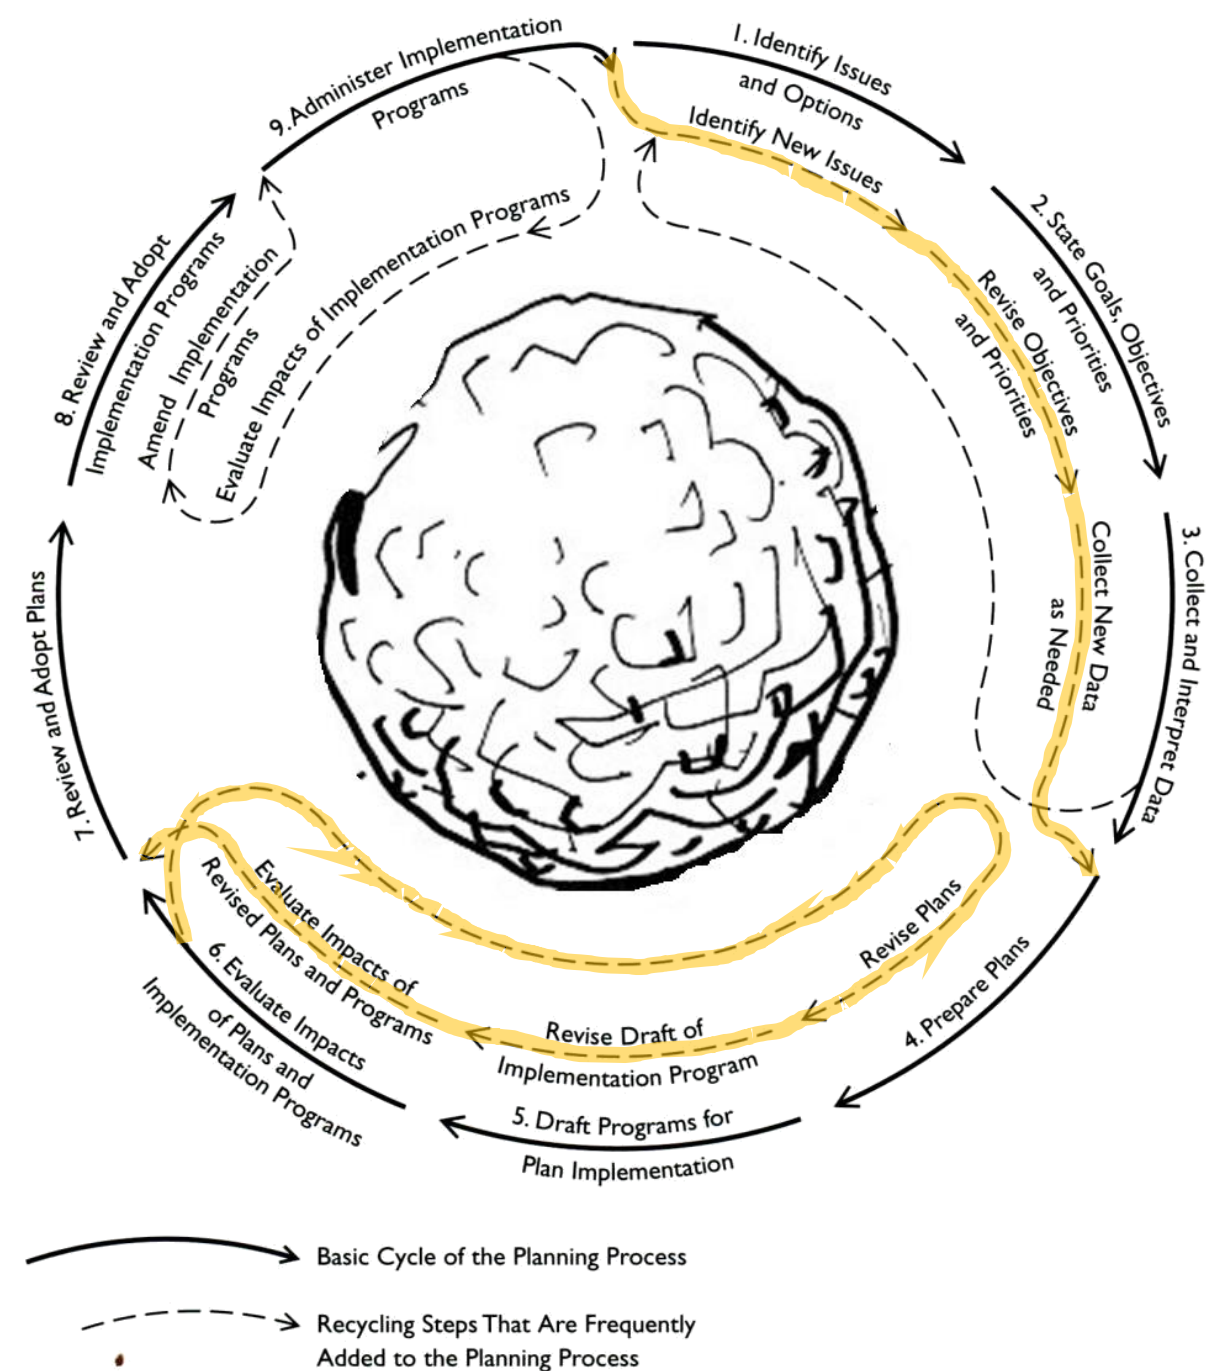 1. Identify Issues
and Options
Identify New Issues
2. State Goals, Objectives
and Priorities
Revise Objectives
and Priorities
3. Collect and Interpret Data
Collect New Data
as Needed
4. Prepare Plans
Revise Plans
5. Draft Programs for
Plan Implementation
Revise Draft of
Implementation Program
6. Evaluate Impacts
of Plans and
Implementation Programs
Evaluate Impacts of
Revised Plans and Programs
7. Review and Adopt Plans
8. Review and Adopt
Implementation Programs
Amend Implementation
Programs
9. Administer Implementation
Programs
Evaluate Impacts of Implementation Programs
Basic Cycle of the Planning Process
Recycling Steps That Are Frequently
Added to the Planning Process